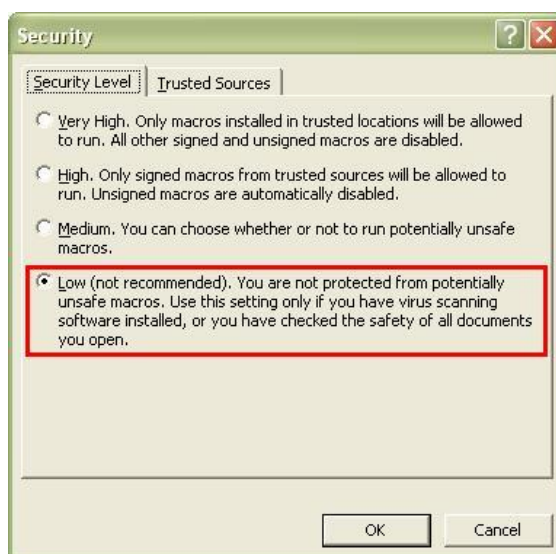 Security
Security Level
Trusted Sources
Very High. Only macros installed in trusted locations will be allowed
to run. All other signed and unsigned macros are disabled.
High. Only signed macros from trusted sources will be allowed to
run. Unsigned macros are automatically disabled.
Medium. You can choose whether or not to run potentially unsafe
macros.
Low (not recommended). You are not protected from potentially
unsafe macros. Use this setting only if you have virus scanning
software installed, or you have checked the safety of all documents
you open.
OK
Cancel